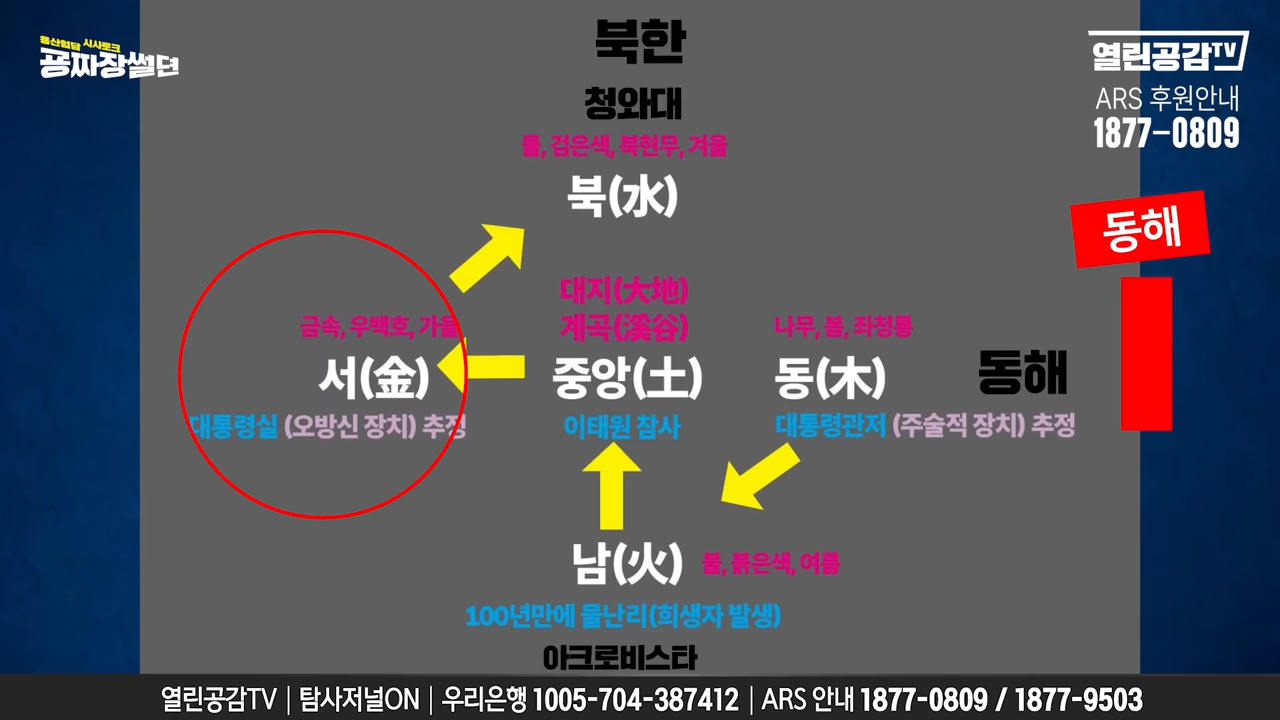 용산험담 시사토크
꽁짜장썰뎐
북한
열린공감TV
ARS 후원안내
1877-0809
청와대
물, 검은색, 북현무, 겨울
북(水)
동해
대지(大地)
계곡(溪谷)
금속, 우백호, 가을
나무, 봄, 좌청룡
서(金)
중앙(土)
동(木)
동해
대통령실 (오방신 장치) 추정
이태원 참사
대통령관저 (주술적 장치) 추정
남(火)
불, 붉은색, 여름
100년만에 물난리(희생자 발생)
아크로비스타
열린공감TV | 탐사저널ON | 우리은행 1005-704-387412 | ARS 안내 1877-0809 / 1877-9503